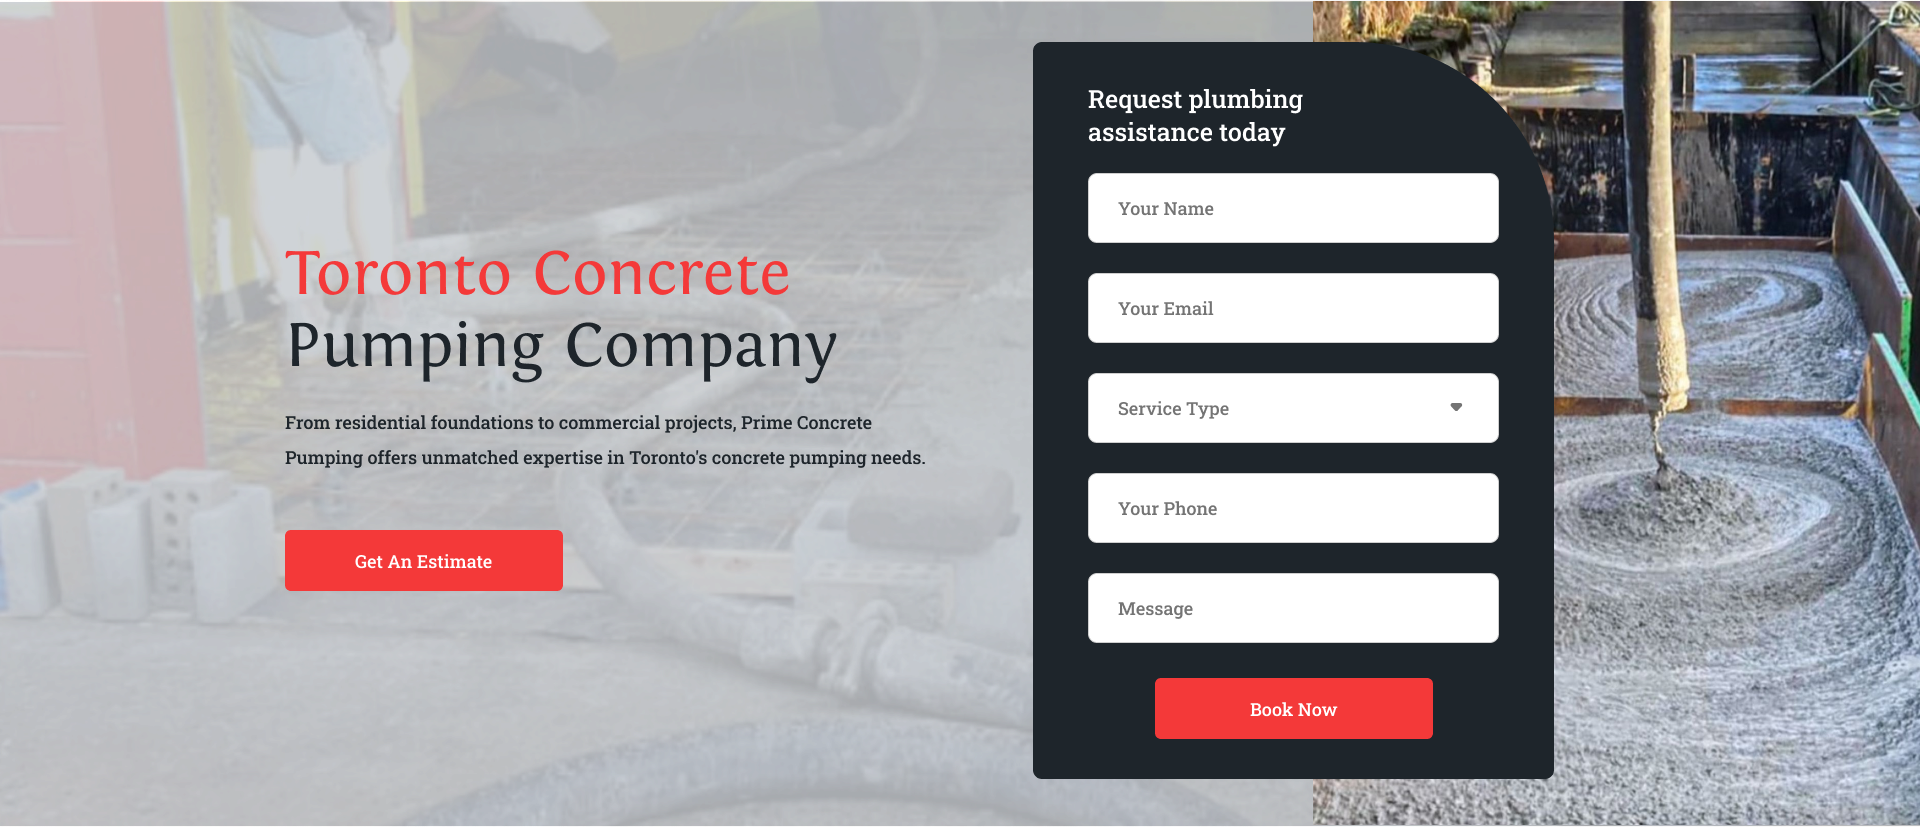 Toronto Concrete
Pumping Company
From residential foundations to commercial projects, Prime Concrete
Pumping offers unmatched expertise in Toronto's concrete pumping needs.
Get An Estimate
Request plumbing
assistance today
Your Name
Your Email
Service Type
Your Phone
Message
Book Now